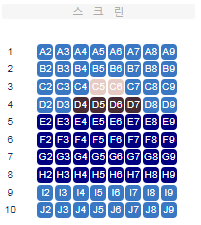 스 크 린
1 A2 A3 A4 A5 A6 A7 A8 A9
2 B2 B3 B4 B5 B6 B7 B8 B9
3 C2 C3 C4 C5 C6 C7 C8 C9
4 D2 D3 D4 D5 D6 D7 D8 D9
5 E2 E3 E4 E5 E6 E7 E8 E9
6 F2 F3 F4 F5 F6 F7 F8 F9
7 G2 G3 G4 G5 G6 G7 G8 G9
8 H2 H3 H4 H5 H6 H7 H8 H9
9 I2 I3 I4 I5 I6 I7 I8 I9
10 J2 J3 J4 J5 J6 J7 J8 J9